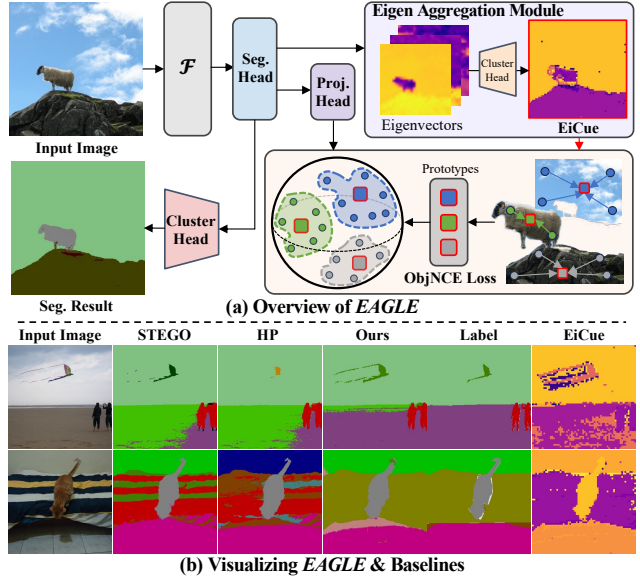 Eigen Aggregation Module
𝓕
Seg.
Head
Proj.
Head
Cluster
Head
Eigenvectors
EiCue
Input Image
Prototypes
Cluster
Head
ObjNCE Loss
Seg. Result
(a) Overview of EAGLE
Input Image STEGO HP Ours Label EiCue
(b) Visualizing EAGLE & Baselines